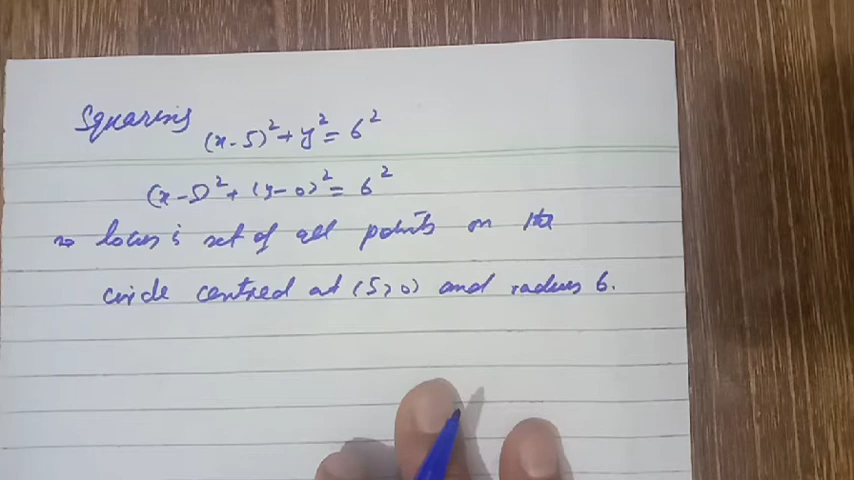 Squaring
(x-5)²+y²=6²
(x-5)²+(y-0)²=6²
⇒ locus is set of all points on the
circle centred at (5,0) and radius 6.